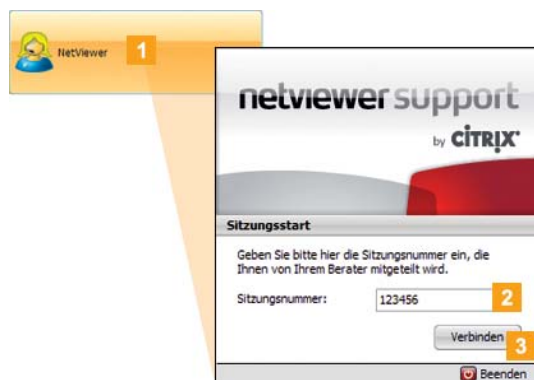 NetViewer
1
netviewer support
by CITRIX®
Sitzungsstart
Geben Sie bitte hier die Sitzungsnummer ein, die
Ihnen von Ihrem Berater mitgeteilt wird.
Sitzungsnummer: 123456 2
Verbinden 3
Beenden